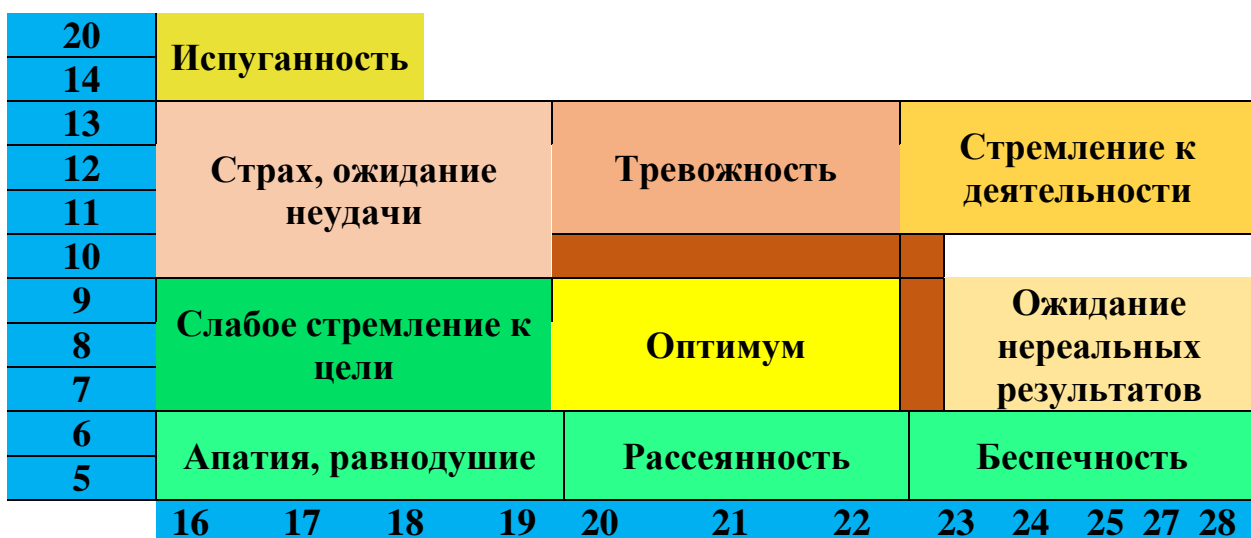 20
Испуганность
14
13
Стремление к
деятельности
12
Страх, ожидание
неудачи
Тревожность
11
10
9
Слабое стремление к
цели
Оптимум
Ожидание
нереальных
результатов
8
7
6
Апатия, равнодушие
Рассеянность
Беспечность
5
16 17 18 19 20 21 22 23 24 25 27 28